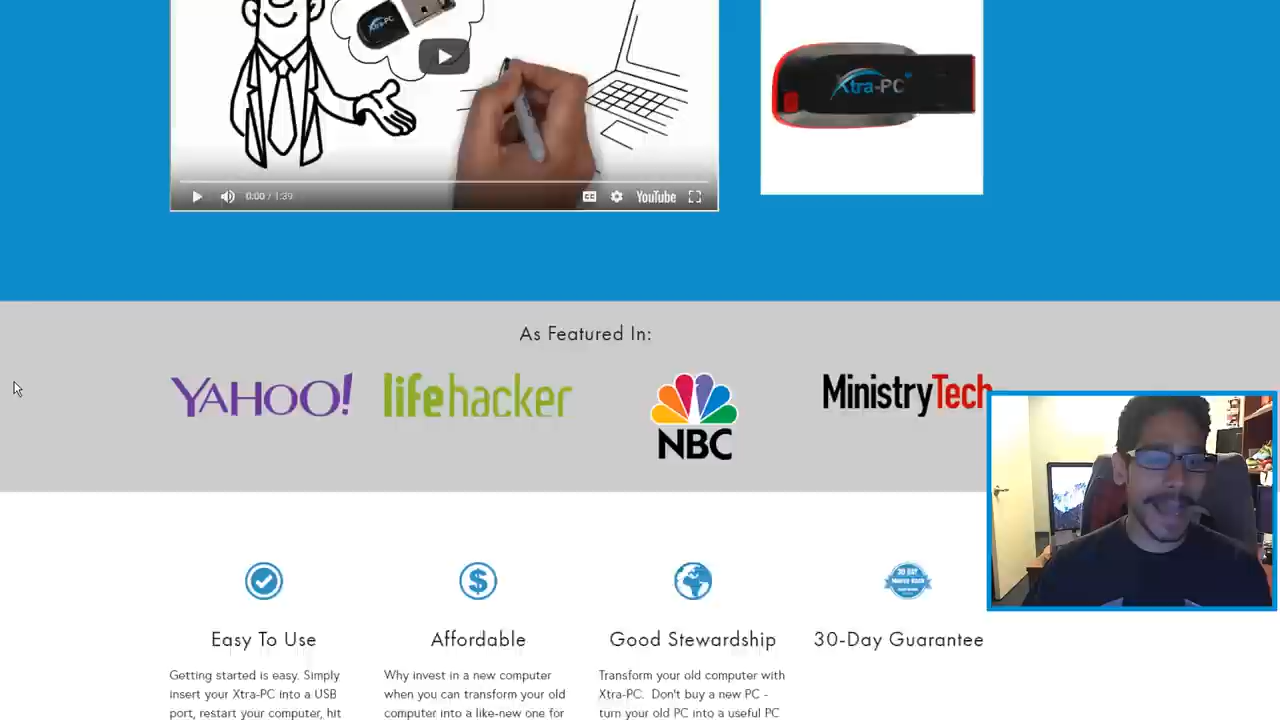 Xtra-PC
Xtra-PC
0:00 / 1:39
CC
YouTube
As Featured In:
YAHOO!
lifehacker
NBC
MinistryTech
$
Easy To Use
Affordable
Good Stewardship
30-Day Guarantee
Getting started is easy. Simply
insert your Xtra-PC into a USB
port, restart your computer, hit
Why invest in a new computer
when you can transform your old
computer into a like-new one for
Transform your old computer with
Xtra-PC. Don't buy a new PC -
turn your old PC into a useful PC